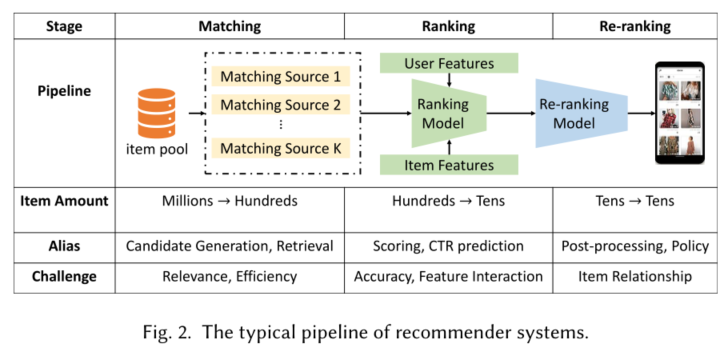 Stage Matching Ranking Re-ranking
Pipeline
item pool
Matching Source 1
Matching Source 2
⋮
Matching Source K
User Features
Ranking Model
Item Features
Re-ranking Model
Item Amount Millions → Hundreds Hundreds → Tens Tens → Tens
Alias Candidate Generation, Retrieval Scoring, CTR prediction Post-processing, Policy
Challenge Relevance, Efficiency Accuracy, Feature Interaction Item Relationship
Fig. 2. The typical pipeline of recommender systems.